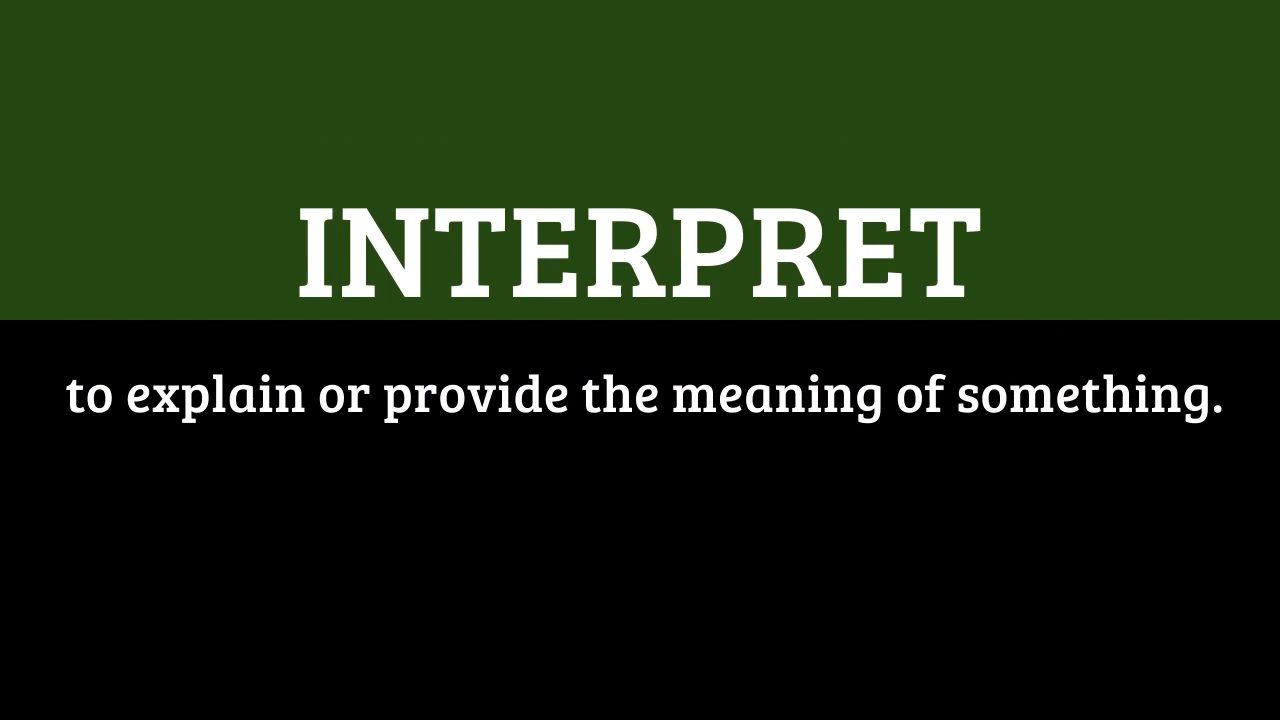 INTERPRET
to explain or provide the meaning of something.